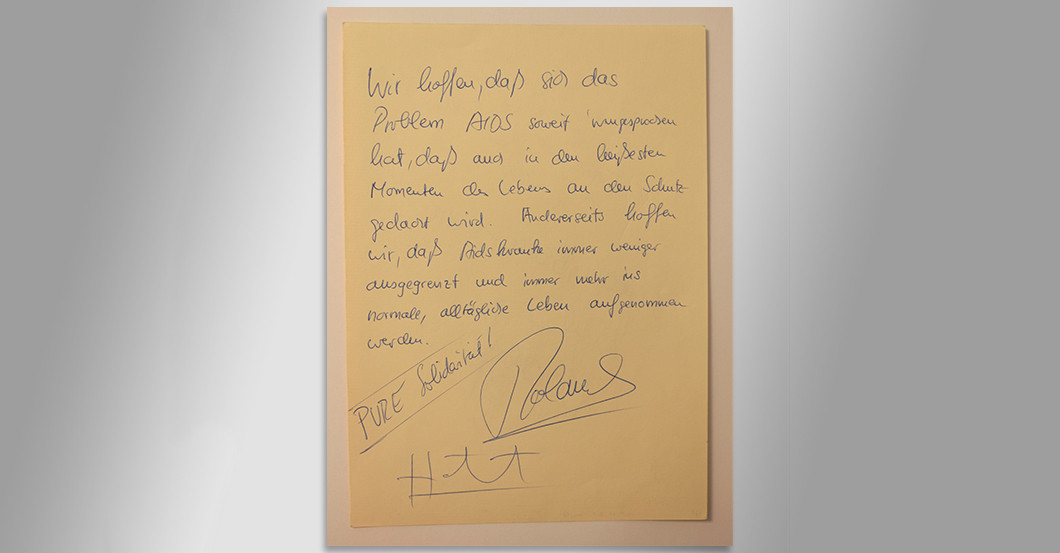 Wir hoffen, daß sich das
Problem AIDS soweit rumgesprochen
hat, daß auch in den heißesten
Momenten des Lebens an den Schutz
gedacht wird. Andererseits hoffen
wir, daß Aidskranke immer weniger
ausgegrenzt und immer mehr ins
normale, alltägliche Leben aufgenommen
werden.
PURE Solidarität!
Roland